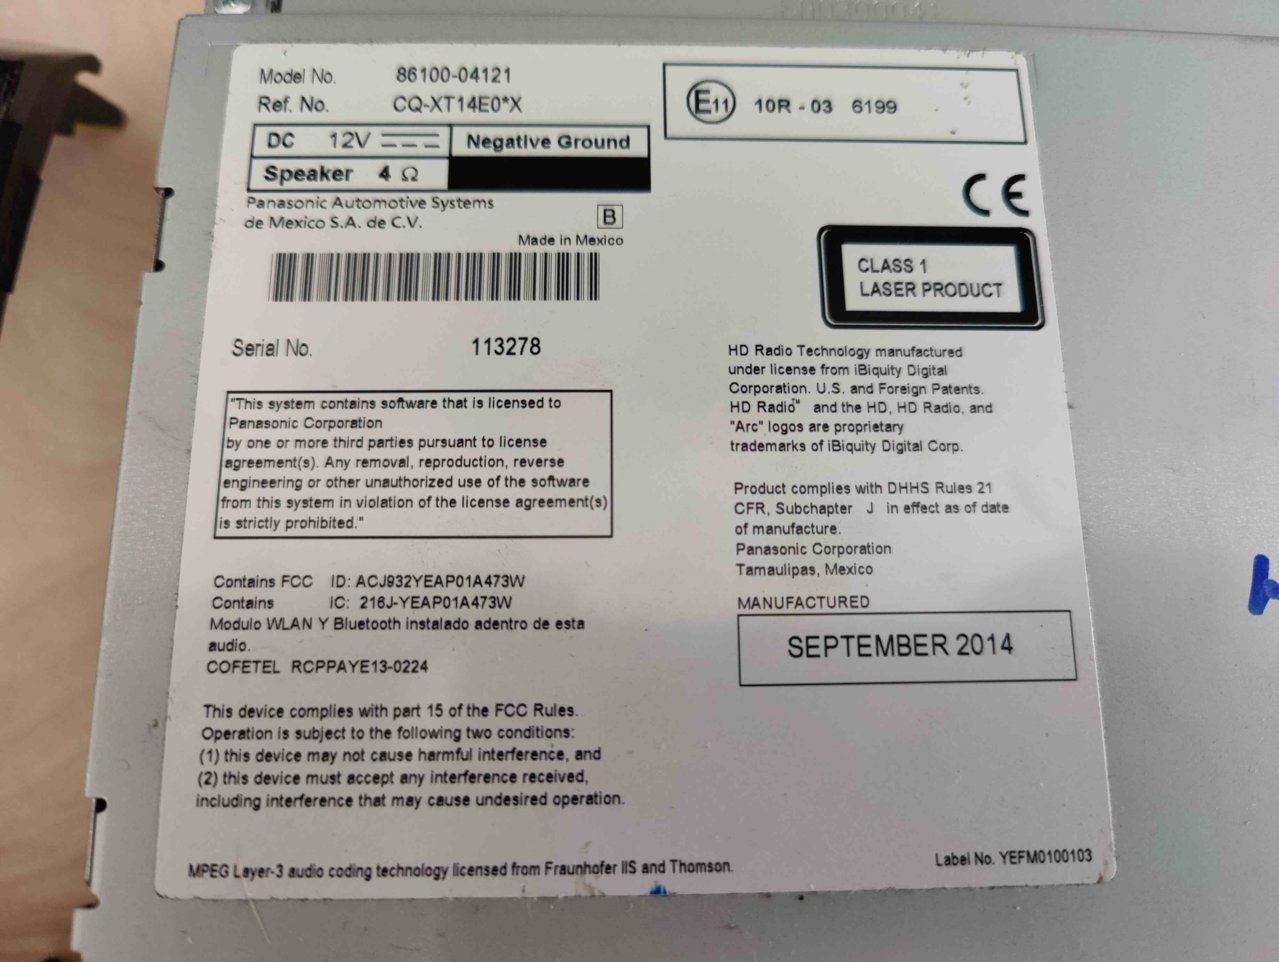 Model No. 86100-04121
Ref. No. CQ-XT14E0*X
DC 12V Negative Ground
Speaker 4 Ω
Panasonic Automotive Systems
de Mexico S.A. de C.V.
B
Made in Mexico
Serial No. 113278
"This system contains software that is licensed to
Panasonic Corporation
by one or more third parties pursuant to license
agreement(s). Any removal, reproduction, reverse
engineering or other unauthorized use of the software
from this system in violation of the license agreement(s)
is strictly prohibited."
Contains FCC ID: ACJ932YEAP01A473W
Contains IC: 216J-YEAP01A473W
Modulo WLAN Y Bluetooth instalado adentro de esta
audio.
COFETEL RCPPAYE13-0224
This device complies with part 15 of the FCC Rules.
Operation is subject to the following two conditions:
(1) this device may not cause harmful interference, and
(2) this device must accept any interference received,
including interference that may cause undesired operation.
MPEG Layer-3 audio coding technology licensed from Fraunhofer IIS and Thomson.
E11 10R - 03 6199
CE
CLASS 1
LASER PRODUCT
HD Radio Technology manufactured
under license from iBiquity Digital
Corporation. U.S. and Foreign Patents.
HD Radio™ and the HD, HD Radio, and
"Arc" logos are proprietary
trademarks of iBiquity Digital Corp.
Product complies with DHHS Rules 21
CFR, Subchapter J in effect as of date
of manufacture.
Panasonic Corporation
Tamaulipas, Mexico
MANUFACTURED
SEPTEMBER 2014
Label No. YEFM0100103